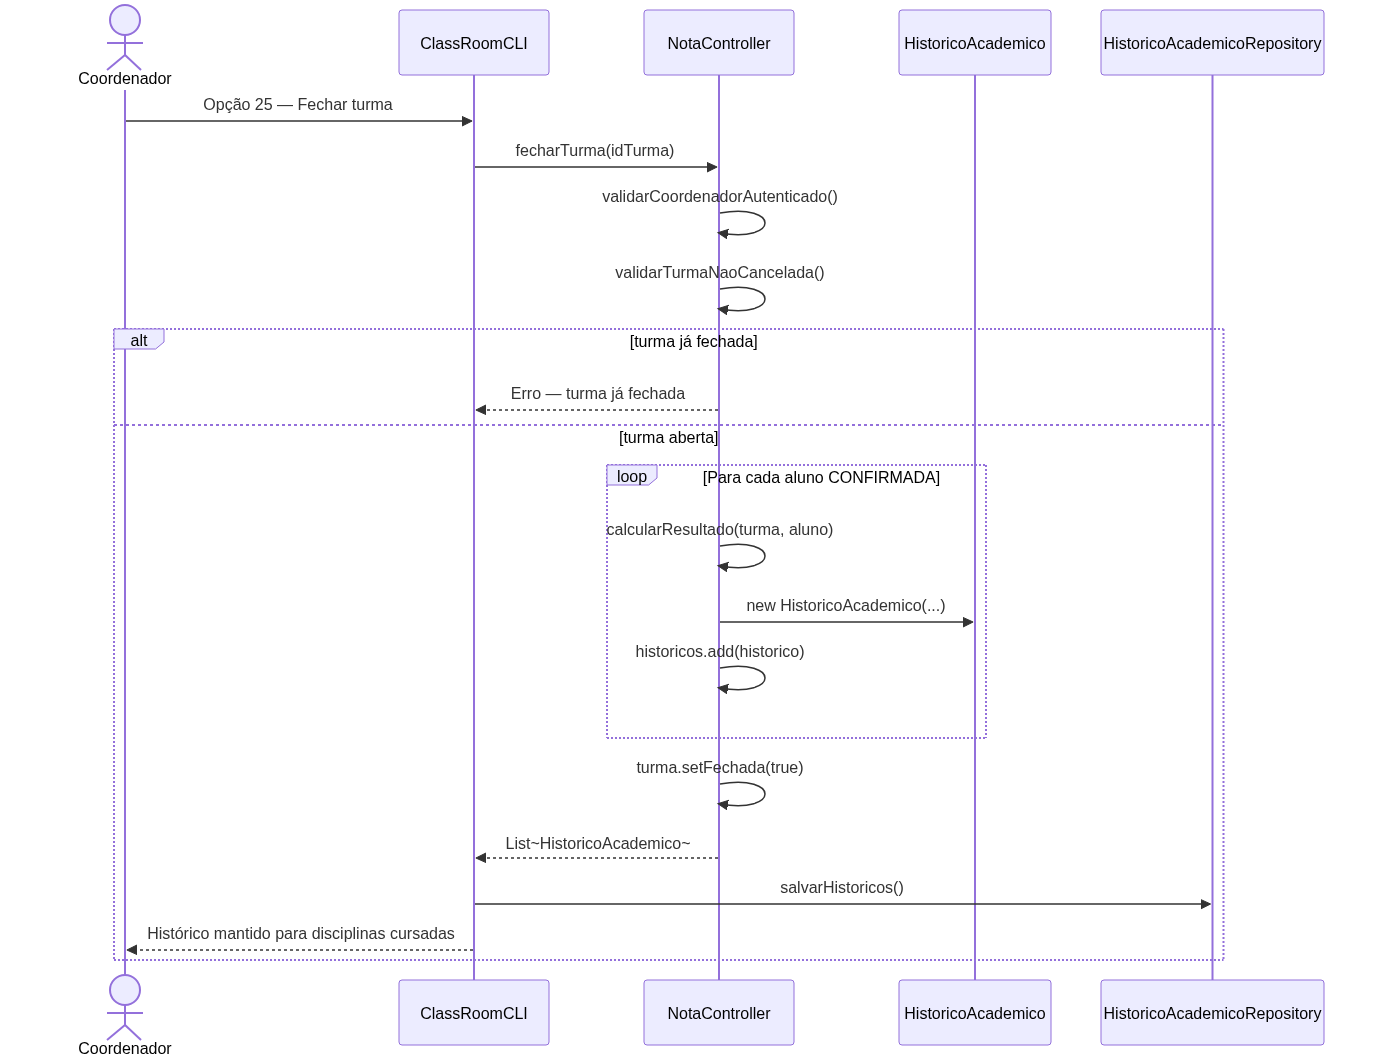 Coordenador
ClassRoomCLI
NotaController
HistoricoAcademico
HistoricoAcademicoRepository
Opção 25 — Fechar turma
fecharTurma(idTurma)
validarCoordenadorAutenticado()
validarTurmaNaoCancelada()
alt
[turma já fechada]
Erro — turma já fechada
[turma aberta]
loop
[Para cada aluno CONFIRMADA]
calcularResultado(turma, aluno)
new HistoricoAcademico(...)
historicos.add(historico)
turma.setFechada(true)
List~HistoricoAcademico~
salvarHistoricos()
Histórico mantido para disciplinas cursadas
Coordenador
ClassRoomCLI
NotaController
HistoricoAcademico
HistoricoAcademicoRepository